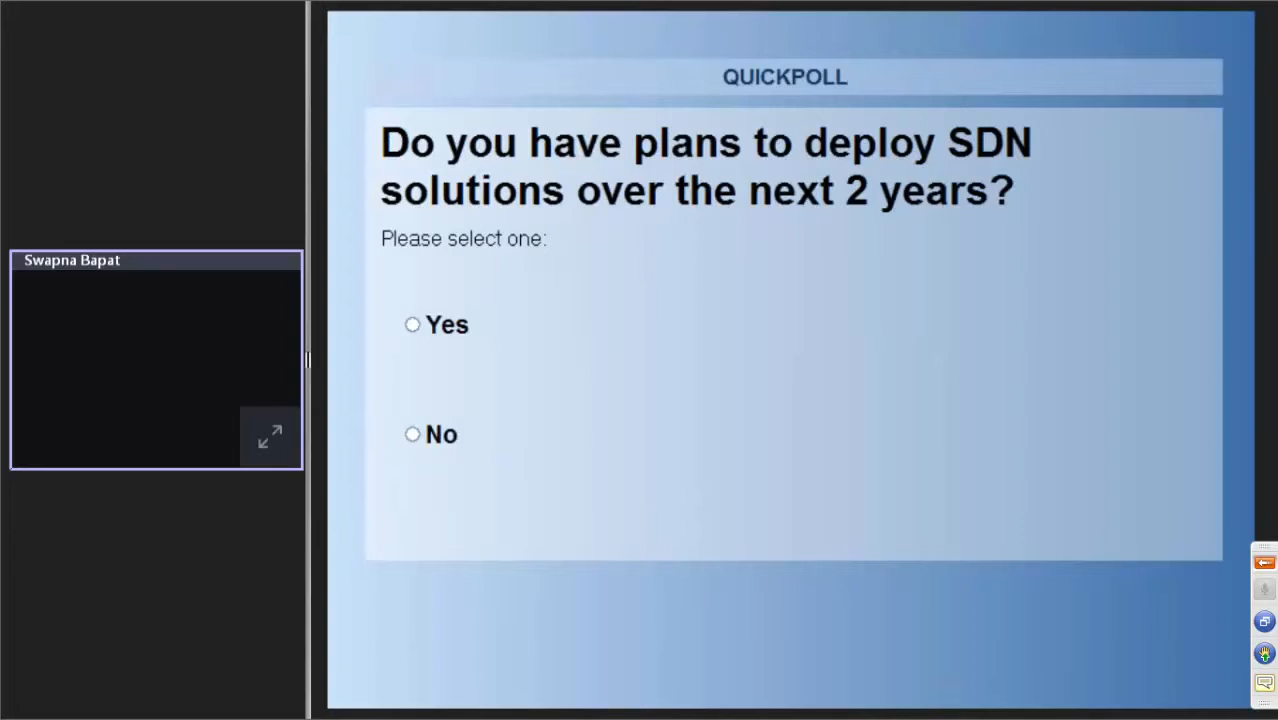 Swapna Bapat
QUICKPOLL
Do you have plans to deploy SDN
solutions over the next 2 years?
Please select one:
Yes
No